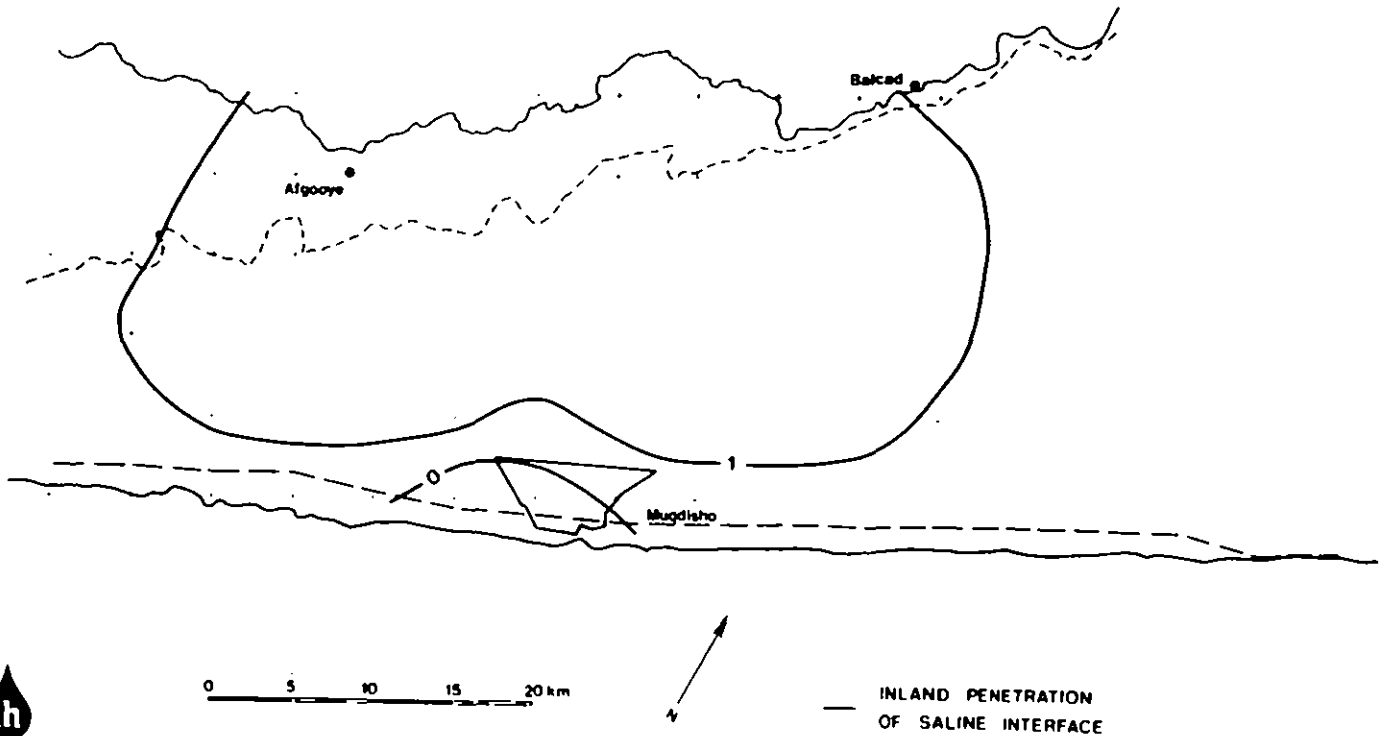 Balcad
Afgooye
1
0
Mugdisho
0 5 10 15 20 km
N
INLAND PENETRATION
OF SALINE INTERFACE